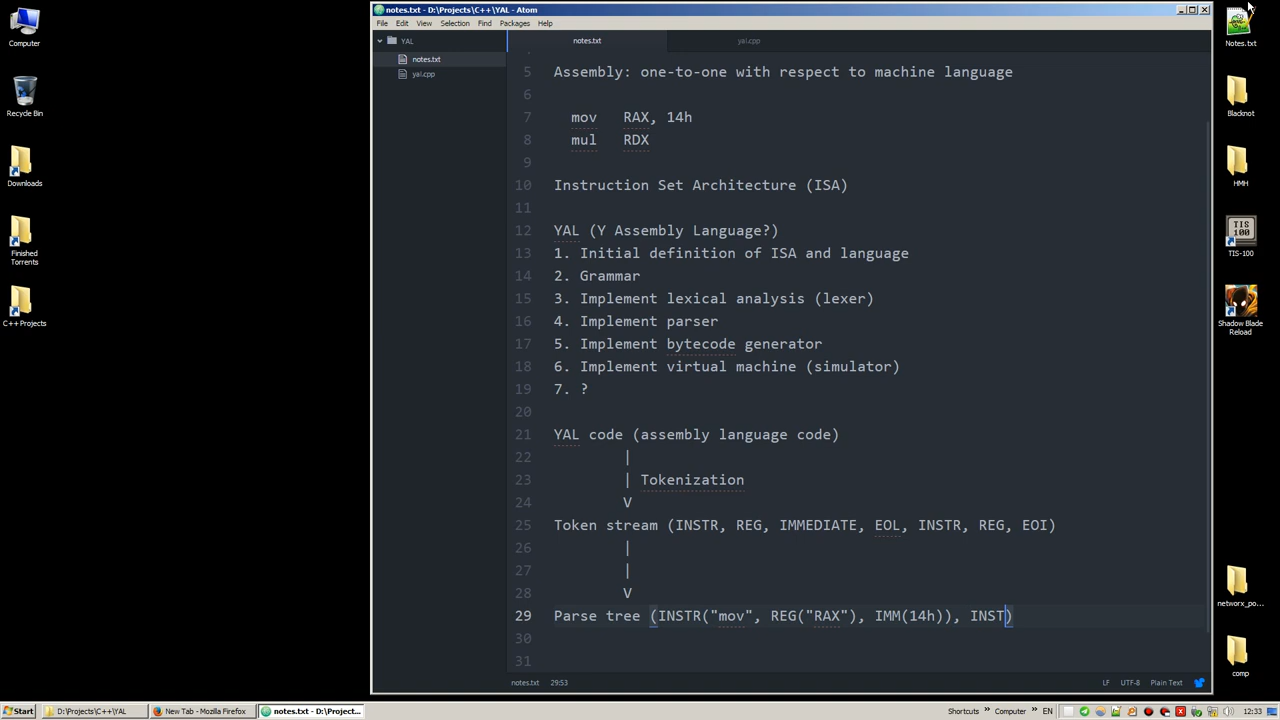 notes.txt - D:\Projects\C++\YAL - Atom
File Edit View Selection Find Packages Help
YAL
notes.txt
yal.cpp
notes.txt
yal.cpp
5 Assembly: one-to-one with respect to machine language
6
7 mov RAX, 14h
8 mul RDX
9
10 Instruction Set Architecture (ISA)
11
12 YAL (Y Assembly Language?)
13 1. Initial definition of ISA and language
14 2. Grammar
15 3. Implement lexical analysis (lexer)
16 4. Implement parser
17 5. Implement bytecode generator
18 6. Implement virtual machine (simulator)
19 7. ?
20
21 YAL code (assembly language code)
22 |
23 | Tokenization
24 V
25 Token stream (INSTR, REG, IMMEDIATE, EOL, INSTR, REG, EOI)
26 |
27 |
28 V
29 Parse tree (INSTR("mov", REG("RAX"), IMM(14h)), INST)
30
31
notes.txt 29:53
LF UTF-8 Plain Text
Computer
Recycle Bin
Downloads
Finished
Torrents
C++ Projects
Notes.txt
Blacknot
HMH
TIS
100
TIS-100
Shadow Blade
Reload
networx_po...
comp
Start D:\Projects\C++\YAL New Tab - Mozilla Firefox notes.txt - D:\Project...
Shortcuts » Computer » EN 12:33